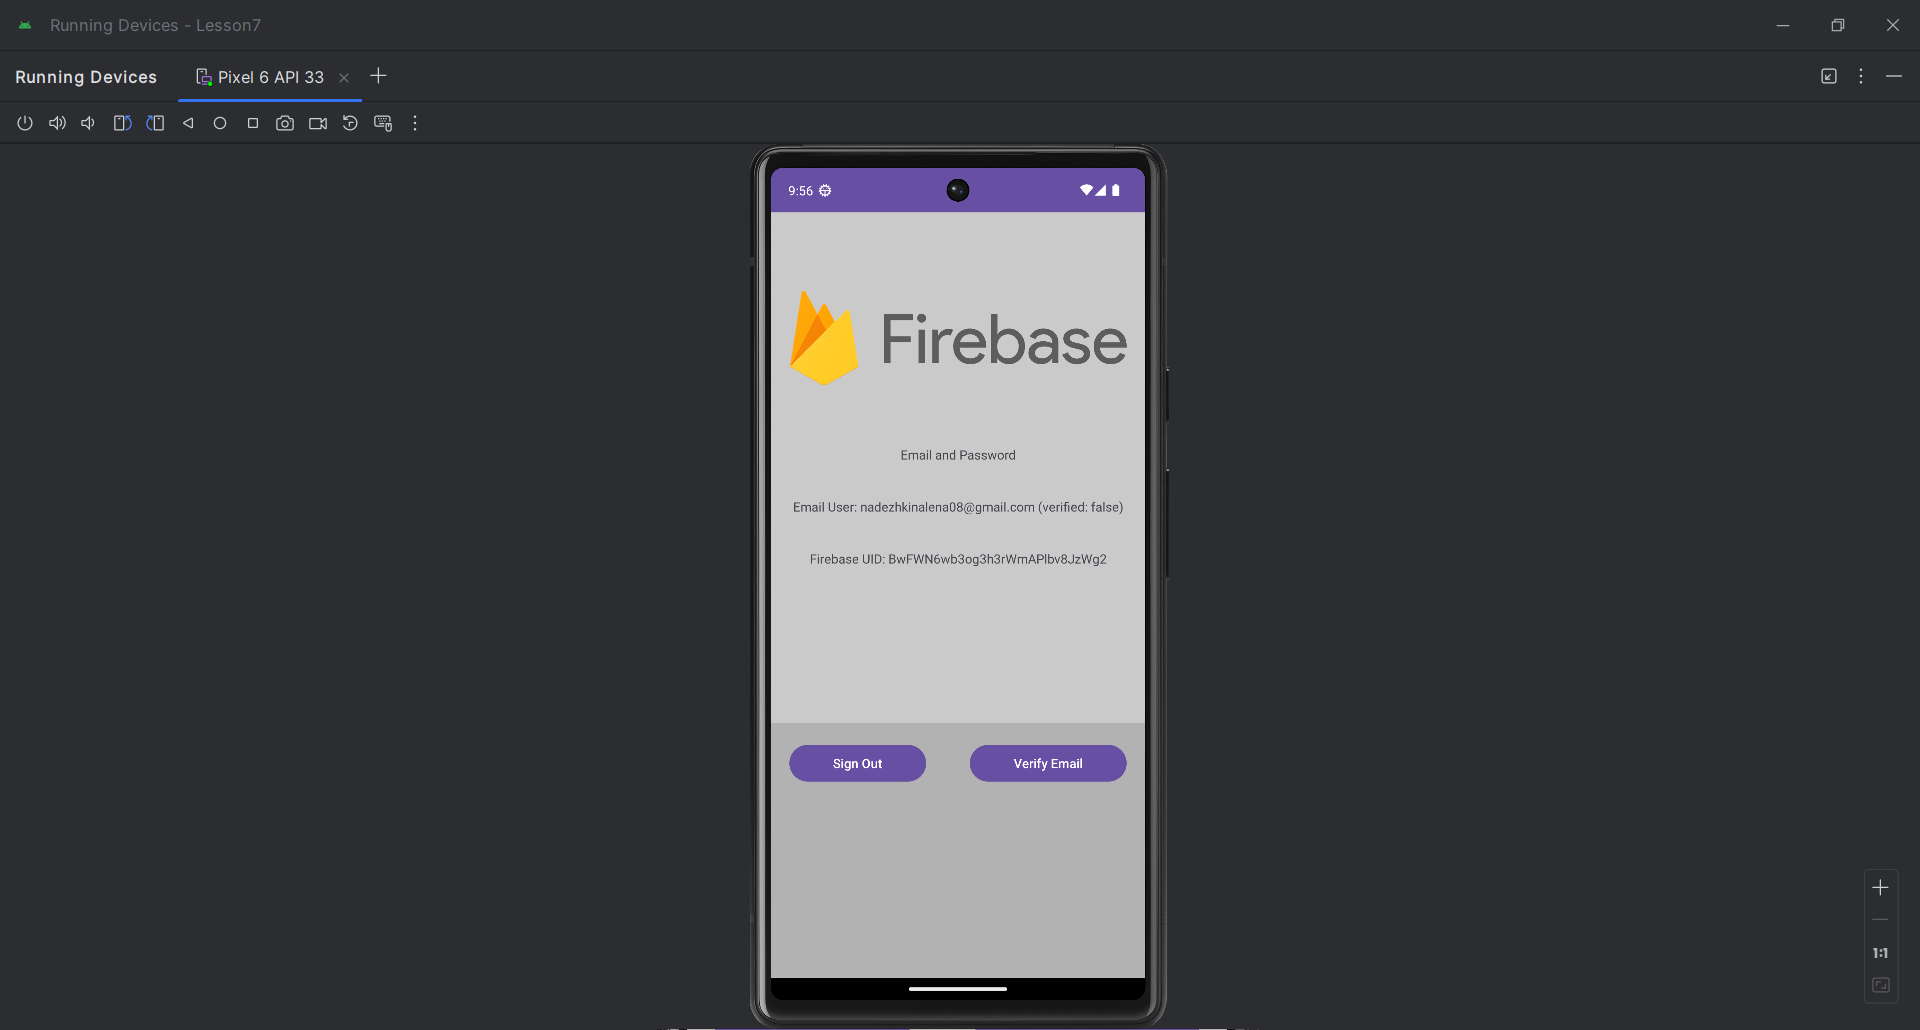 Running Devices - Lesson7
Running Devices
Pixel 6 API 33
9:56
Firebase
Email and Password
Email User: nadezhkinalena08@gmail.com (verified: false)
Firebase UID: BwFWN6wb3og3h3rWmAPlbv8JzWg2
Sign Out
Verify Email
1:1